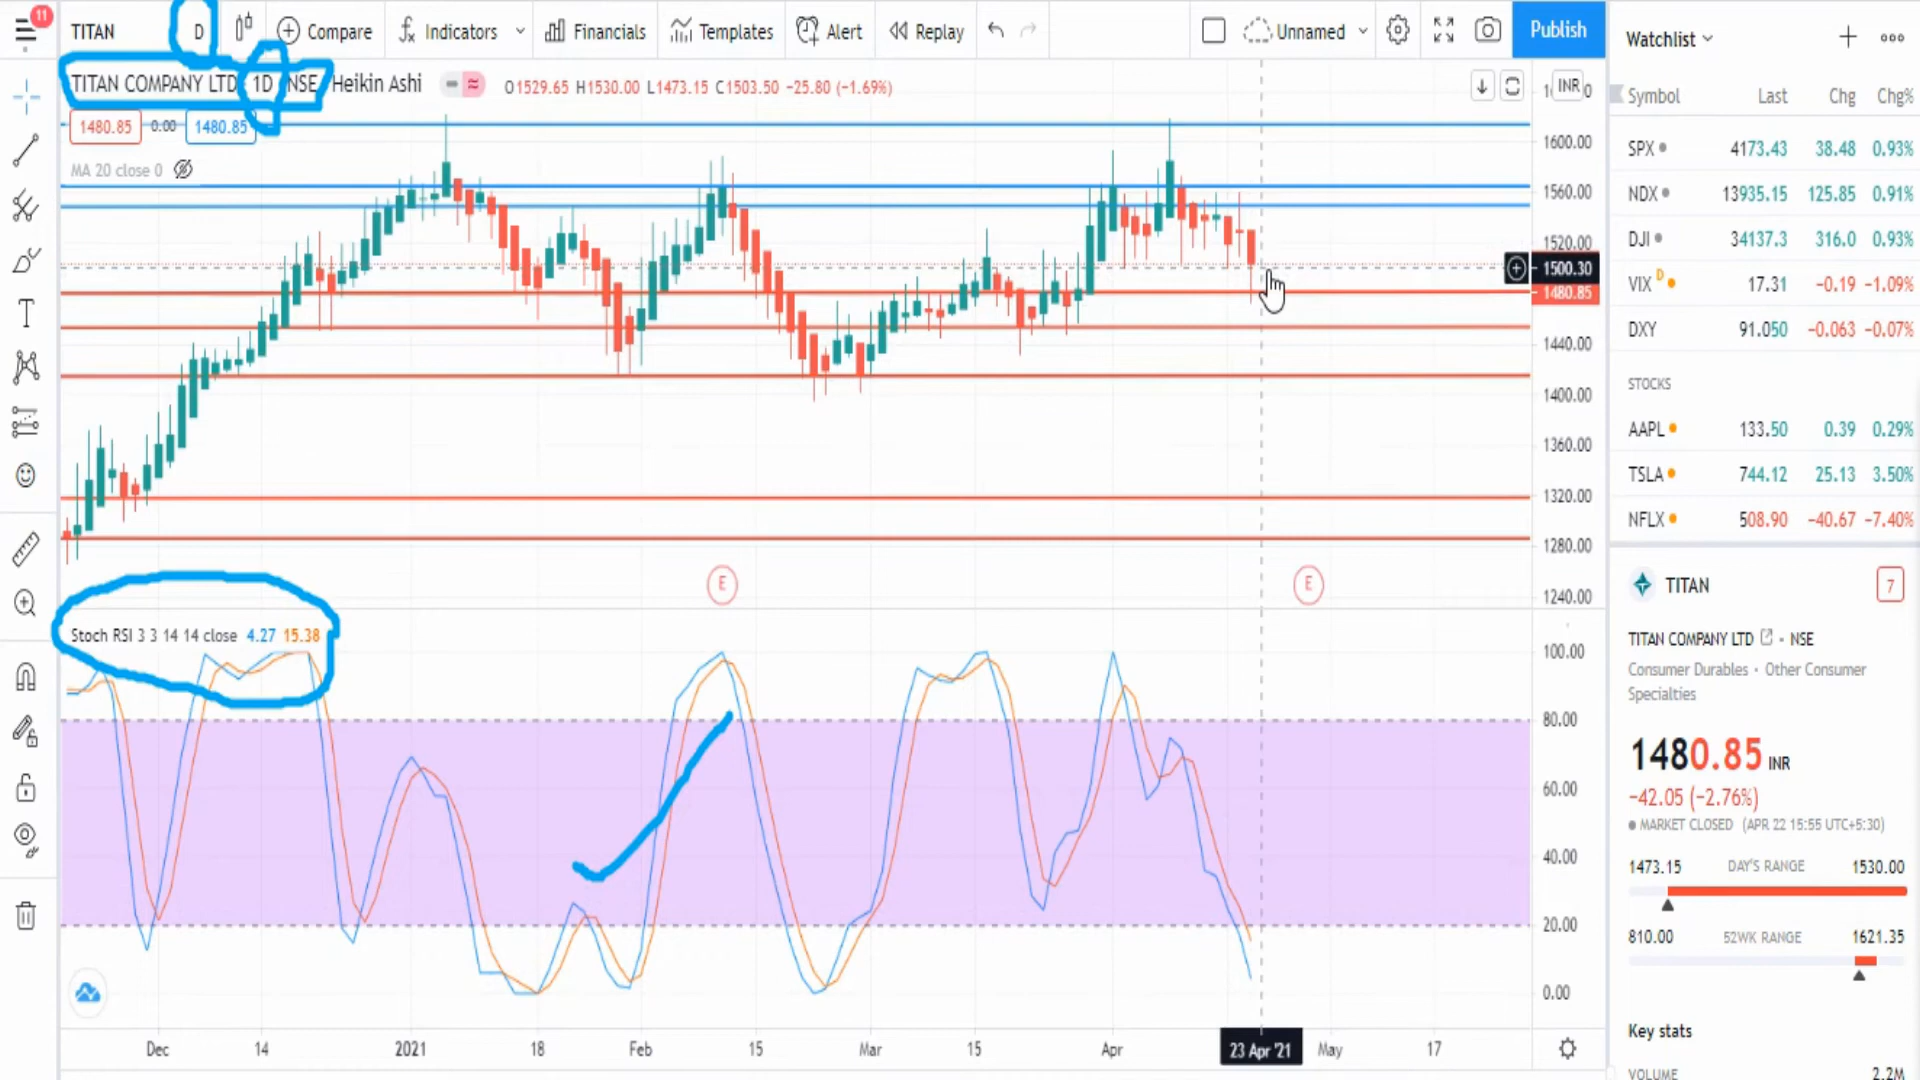 11
TITAN D Compare Indicators Financials Templates Alert Replay Unnamed Publish
TITAN COMPANY LTD 1D NSE Heikin Ashi O1529.65 H1530.00 L1473.15 C1503.50 −25.80 (−1.69%)
INR
1480.85 0.00 1480.85
MA 20 close 0
1600.00
1560.00
1520.00
1500.30
1480.85
1440.00
1400.00
1360.00
1320.00
1280.00
1240.00
E E
Stoch RSI 3 3 14 14 close 4.27 15.38
100.00
80.00
60.00
40.00
20.00
0.00
Dec 14 2021 18 Feb 15 Mar 15 Apr 23 Apr '21 May 17
Watchlist
Symbol Last Chg Chg%
SPX 4173.43 38.48 0.93%
NDX 13935.15 125.85 0.91%
DJI 34137.3 316.0 0.93%
VIX D 17.31 −0.19 −1.09%
DXY 91.050 −0.063 −0.07%
STOCKS
AAPL 133.50 0.39 0.29%
TSLA 744.12 25.13 3.50%
NFLX 508.90 −40.67 −7.40%
TITAN 7
TITAN COMPANY LTD • NSE
Consumer Durables • Other Consumer
Specialties
1480.85 INR
−42.05 (−2.76%)
MARKET CLOSED (APR 22 15:55 UTC+5:30)
1473.15 DAY'S RANGE 1530.00
810.00 52WK RANGE 1621.35
Key stats
VOLUME 2.2M